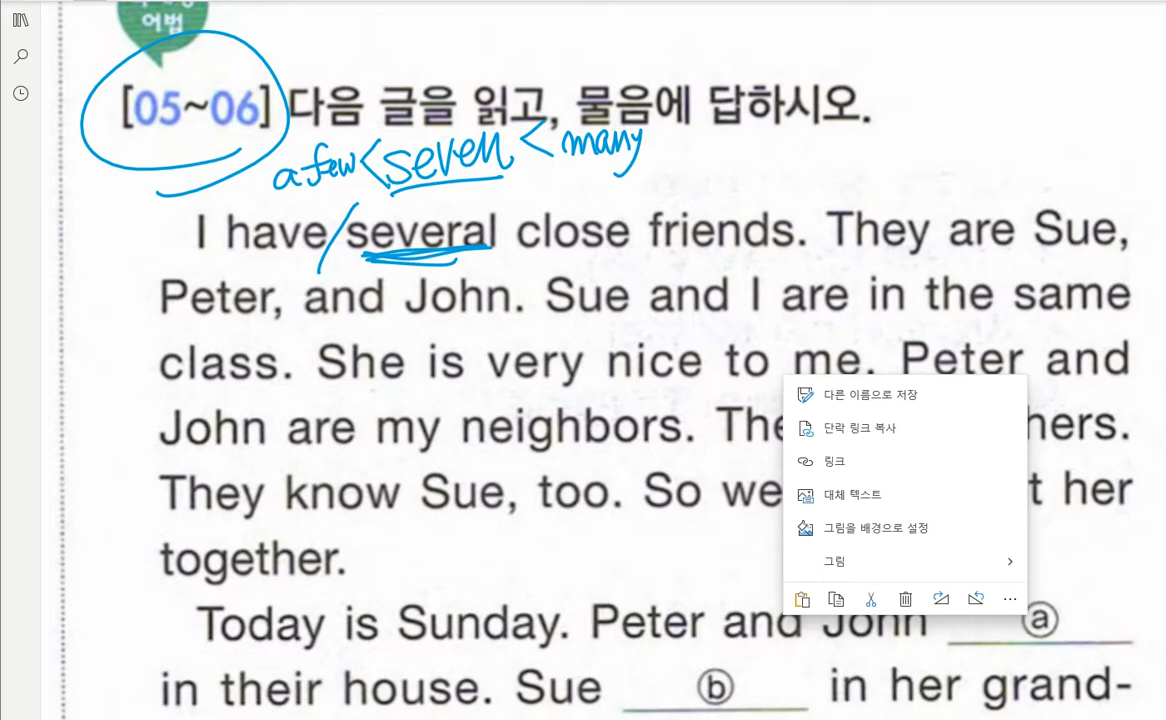 어법
[05~06] 다음 글을 읽고, 물음에 답하시오.
a few < seven < many
I have / several close friends. They are Sue,
Peter, and John. Sue and I are in the same
class. She is very nice to me. Peter and
John are my neighbors. The hers.
They know Sue, too. So we t her
together.
Today is Sunday. Peter and John ⓐ
in their house. Sue ⓑ in her grand-
다른 이름으로 저장
단락 링크 복사
링크
대체 텍스트
그림을 배경으로 설정
그림